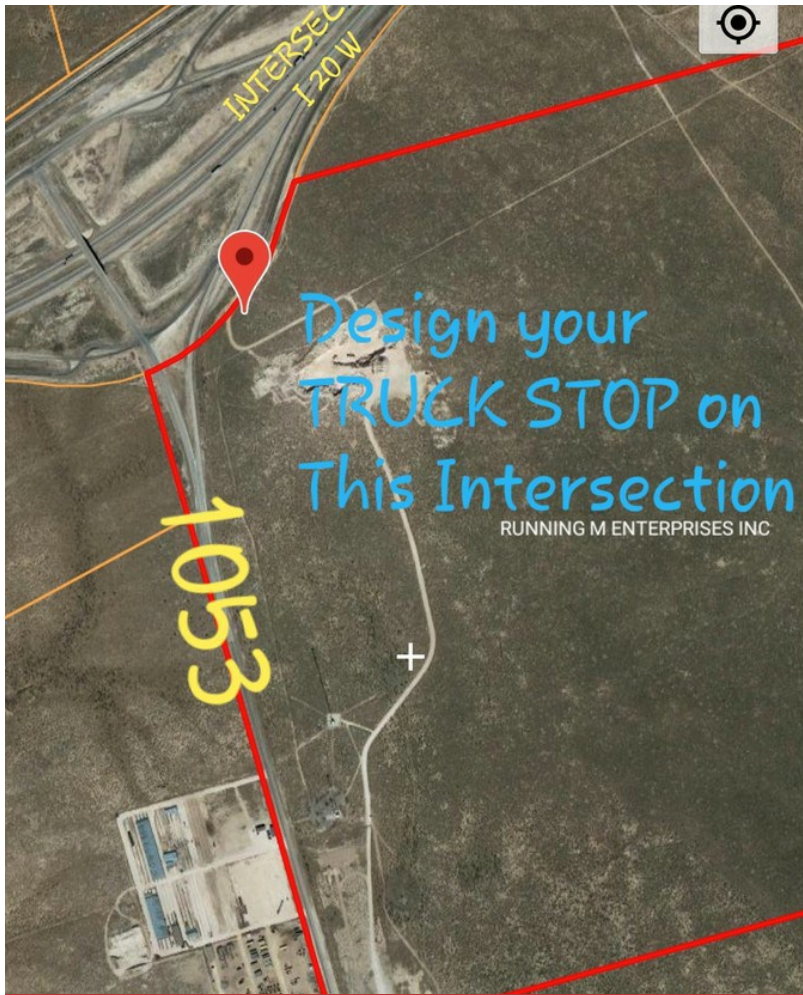 INTERSEC
I 20 W
Design your
TRUCK STOP on
This Intersection
RUNNING M ENTERPRISES INC
1053